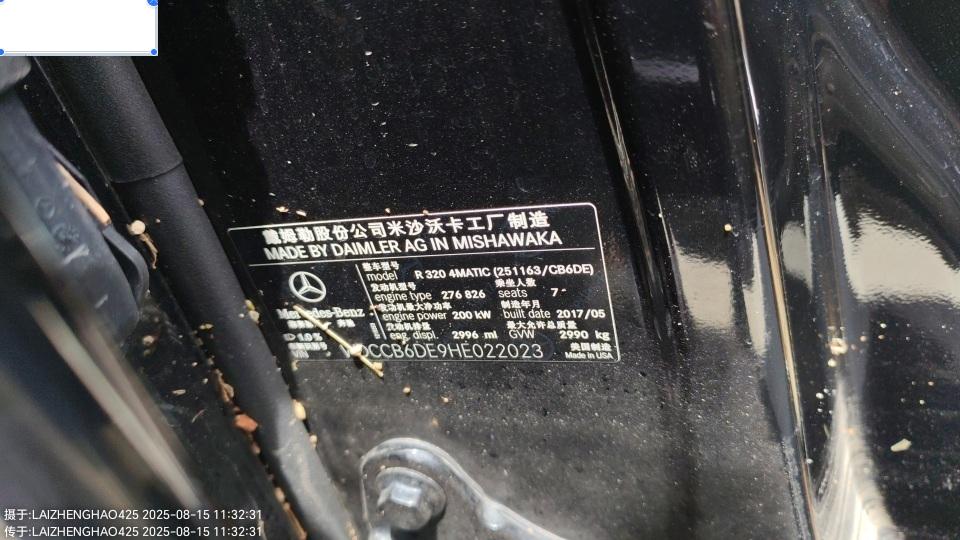 戴姆勒股份公司米沙沃卡工厂 制造
MADE BY DAIMLER AG IN MISHAWAKA
整车型号
model R 320 4MATIC (251163/CB6DE)
发动机型号 乘坐人数
engine type 276 826 seats 7
发动机最大净功率 制造年月
Mercedes-Benz engine power 200 kW built date 2017/05
发动机排量 最大允许总质量
eng. displ. 2996 ml GVW 2990 kg
美国制造
VIN DCCB6DE9HE022023 Made in USA
摄于:LAIZHENGHAO425 2025-08-15 11:32:31
传于:LAIZHENGHAO425 2025-08-15 11:32:31